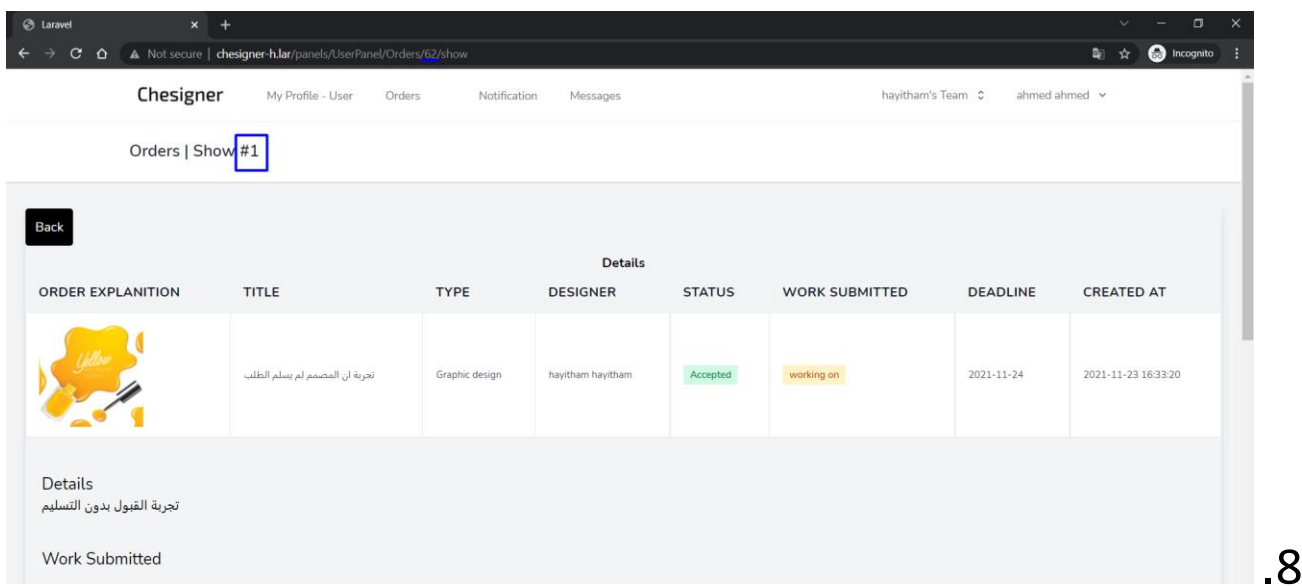 Laravel
Not secure | chesigner-h.lar/panels/UserPanel/Orders/62/show
Incognito
Chesigner My Profile - User Orders Notification Messages hayitham's Team ahmed ahmed
Orders | Show #1
Back
Details
ORDER EXPLANITION TITLE TYPE DESIGNER STATUS WORK SUBMITTED DEADLINE CREATED AT
Yellow
تجربة ان المصمم لم يسلم الطلب Graphic design hayitham hayitham Accepted working on 2021-11-24 2021-11-23 16:33:20
Details
تجربة القبول بدون التسليم
Work Submitted
.8